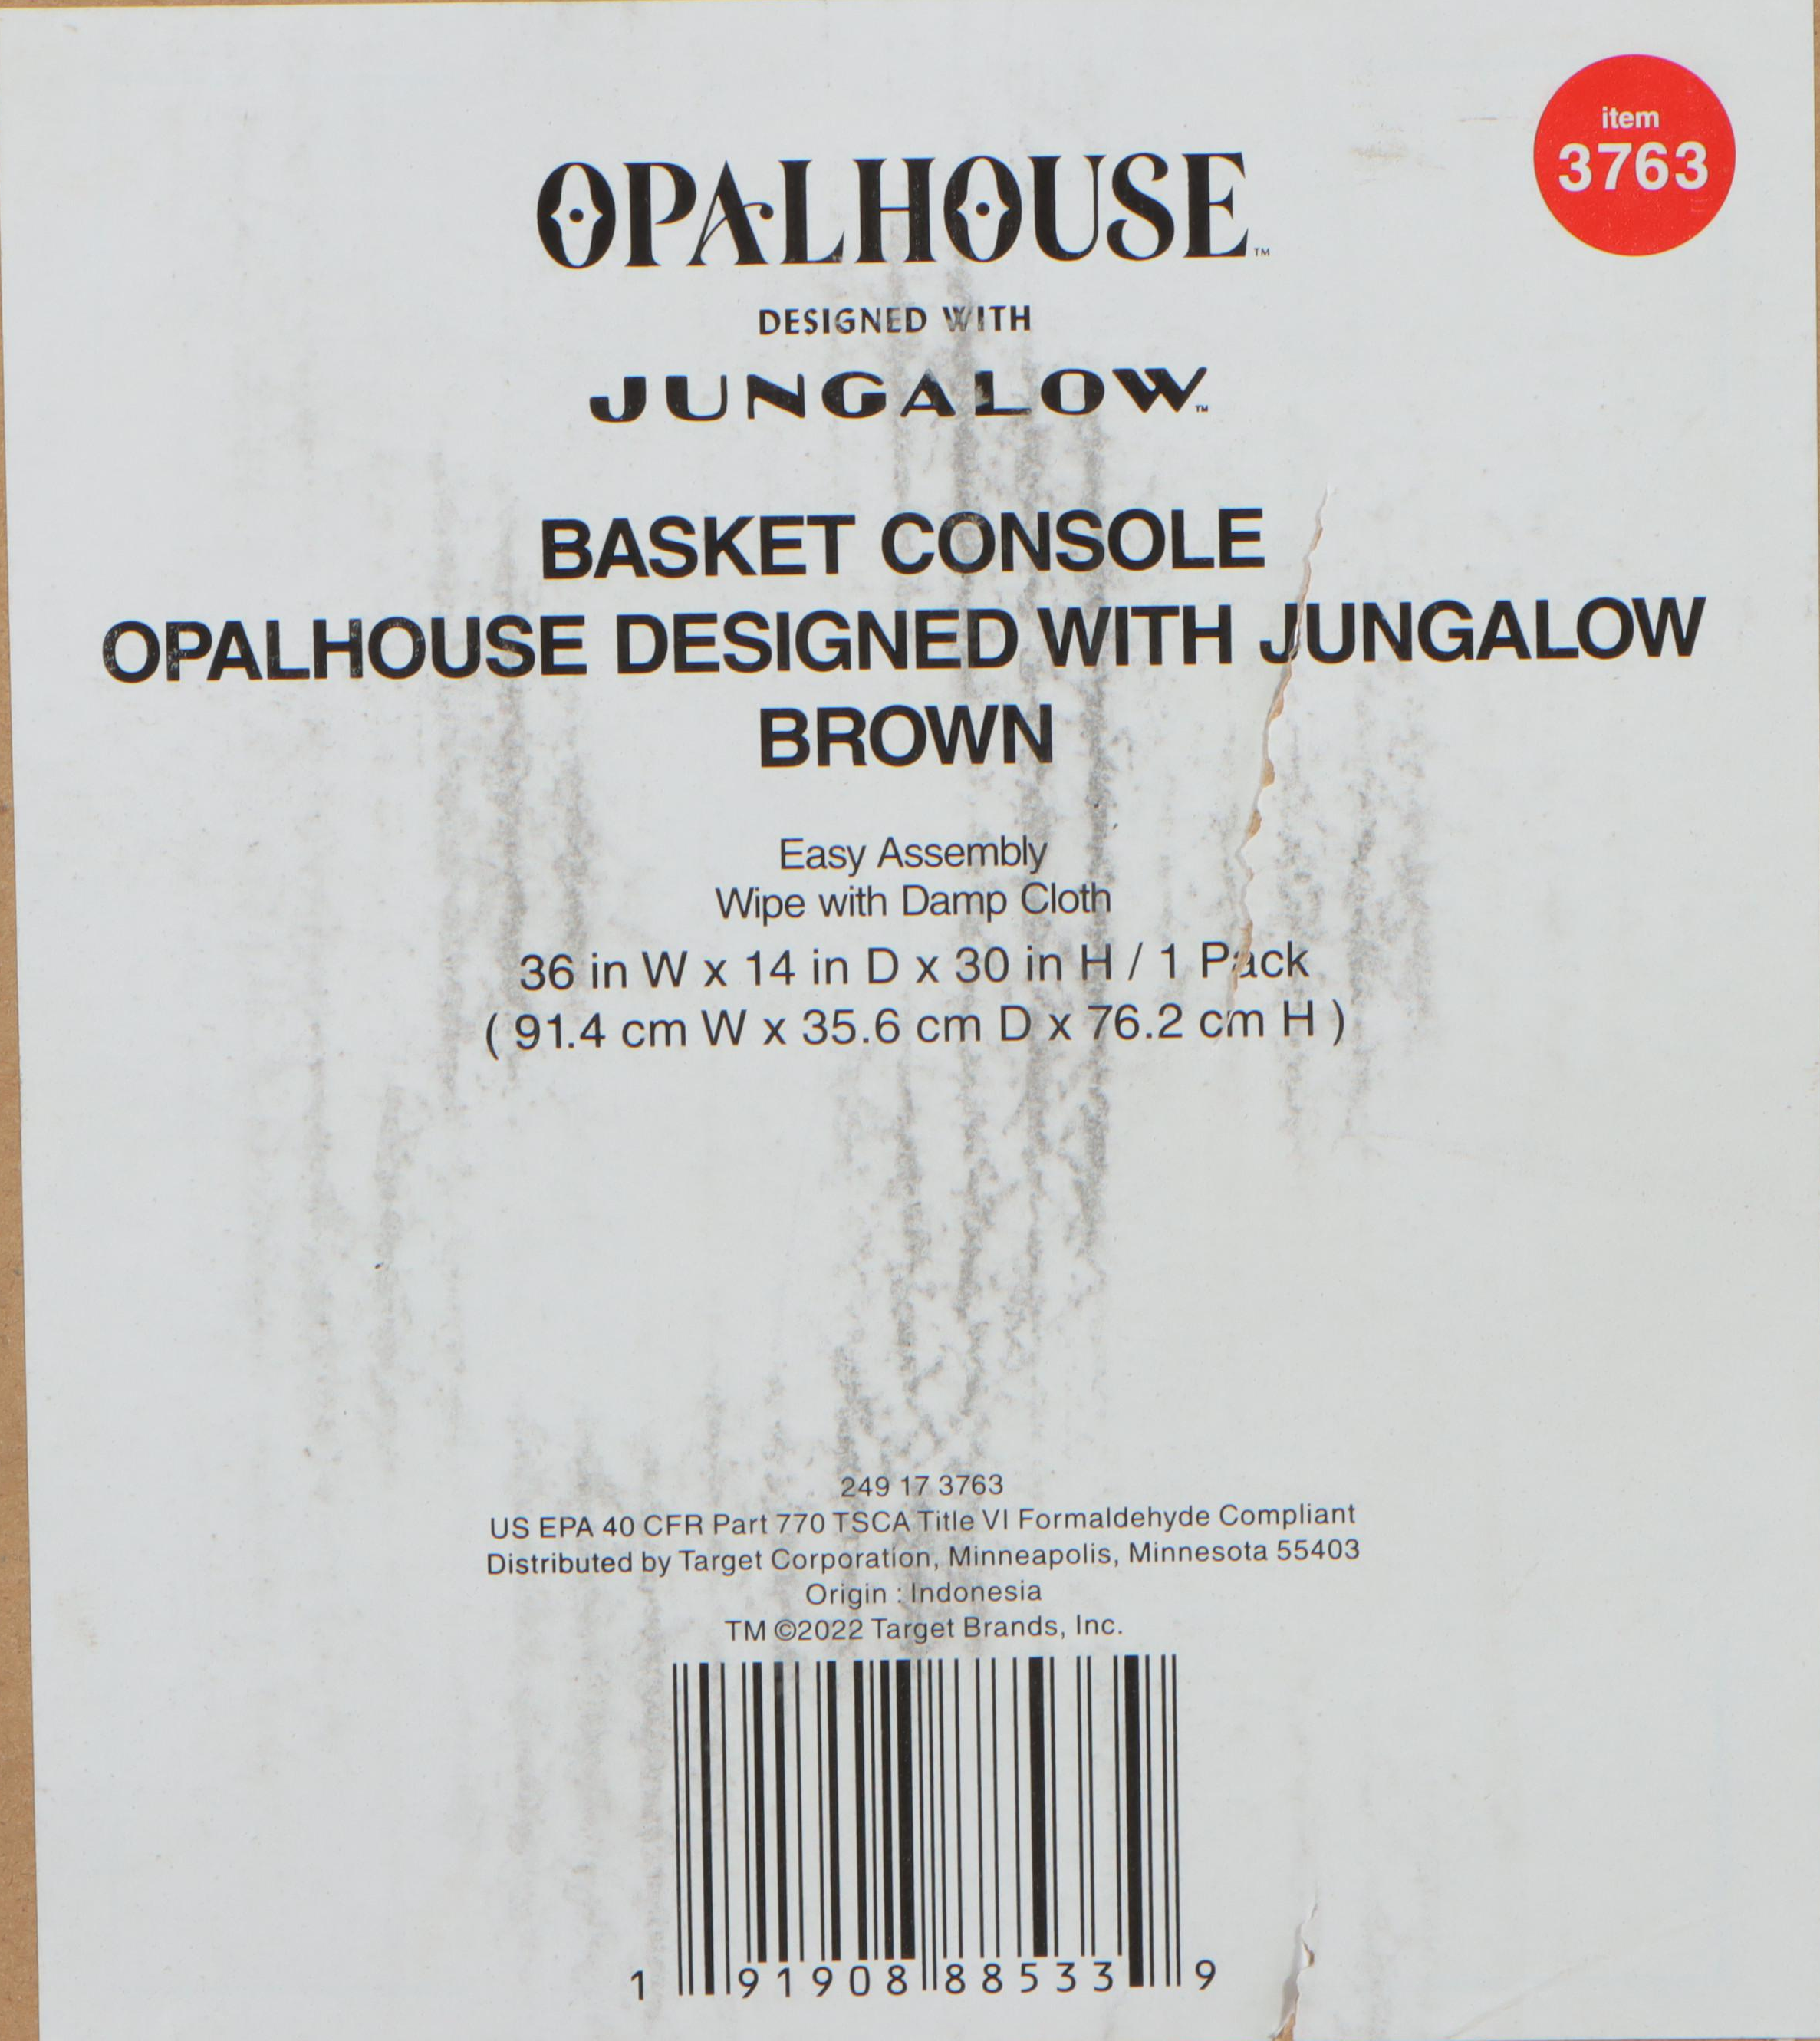 item
3763
OPALHOUSE™
DESIGNED WITH
JUNGALOW™
BASKET CONSOLE
OPALHOUSE DESIGNED WITH JUNGALOW
BROWN
Easy Assembly
Wipe with Damp Cloth
36 in W x 14 in D x 30 in H / 1 Pack
( 91.4 cm W x 35.6 cm D x 76.2 cm H )
249 17 3763
US EPA 40 CFR Part 770 TSCA Title VI Formaldehyde Compliant
Distributed by Target Corporation, Minneapolis, Minnesota 55403
Origin : Indonesia
TM ©2022 Target Brands, Inc.
1 91908 88533 9